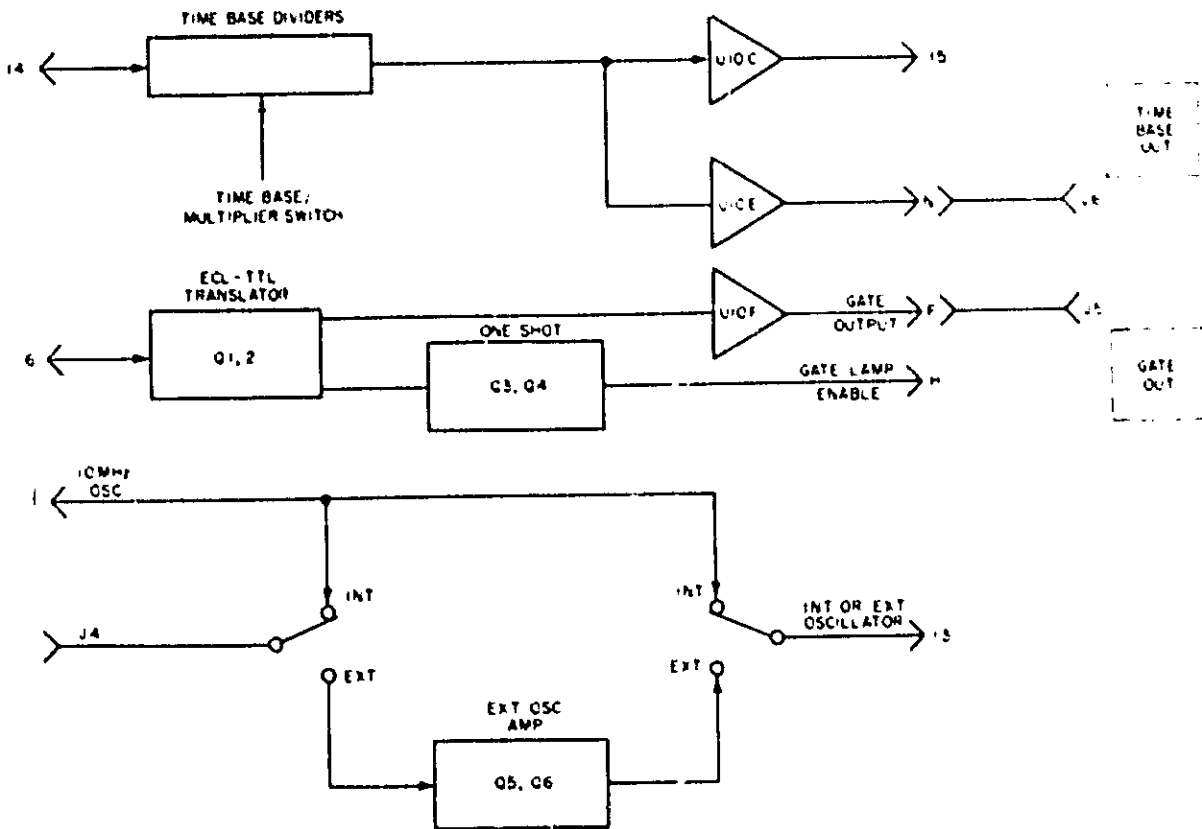 TIME BASE DIVIDERS
14
U10C
15
TIME
BASE
OUT
TIME BASE/
MULTIPLIER SWITCH
U10E
N
ECL-TTL
TRANSLATOR
U10F
GATE
OUTPUT
F
J5
ONE SHOT
6
Q1, 2
Q3, Q4
GATE LAMP
ENABLE
H
GATE
OUT
1
10MHz
OSC
INT
INT
J4
INT OR EXT
OSCILLATOR
13
EXT
EXT
EXT OSC
AMP
Q5, Q6